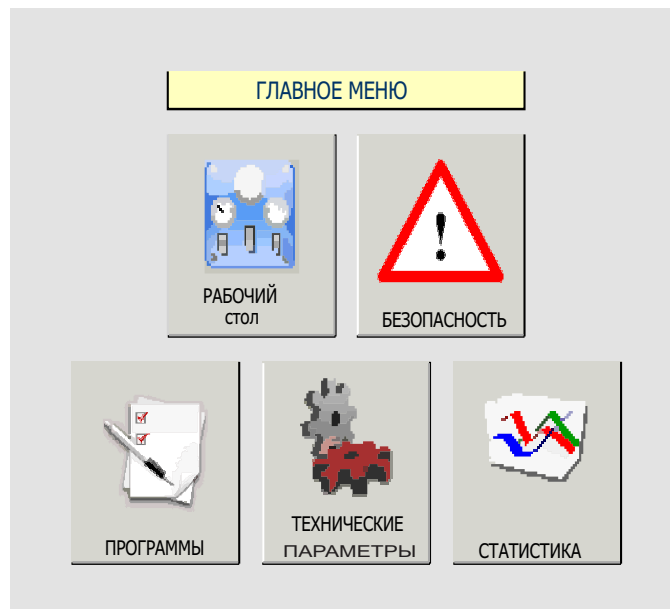 ГЛАВНОЕ МЕНЮ
РАБОЧИЙ
стол
БЕЗОПАСНОСТЬ
ПРОГРАММЫ
ТЕХНИЧЕСКИЕ
ПАРАМЕТРЫ
СТАТИСТИКА